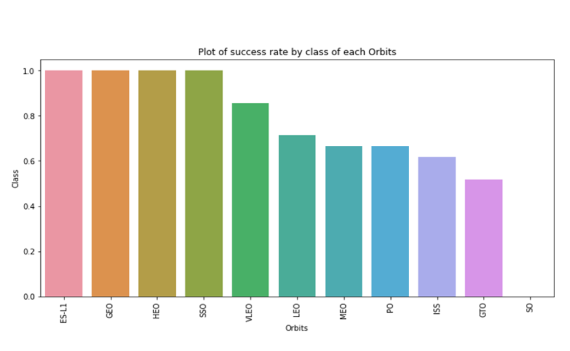 Plot of success rate by class of each Orbits
1.0
0.8
0.6
0.4
0.2
0.0
Class
ES-L1
GEO
HEO
SSO
VLEO
LEO
MEO
PO
ISS
GTO
SO
Orbits